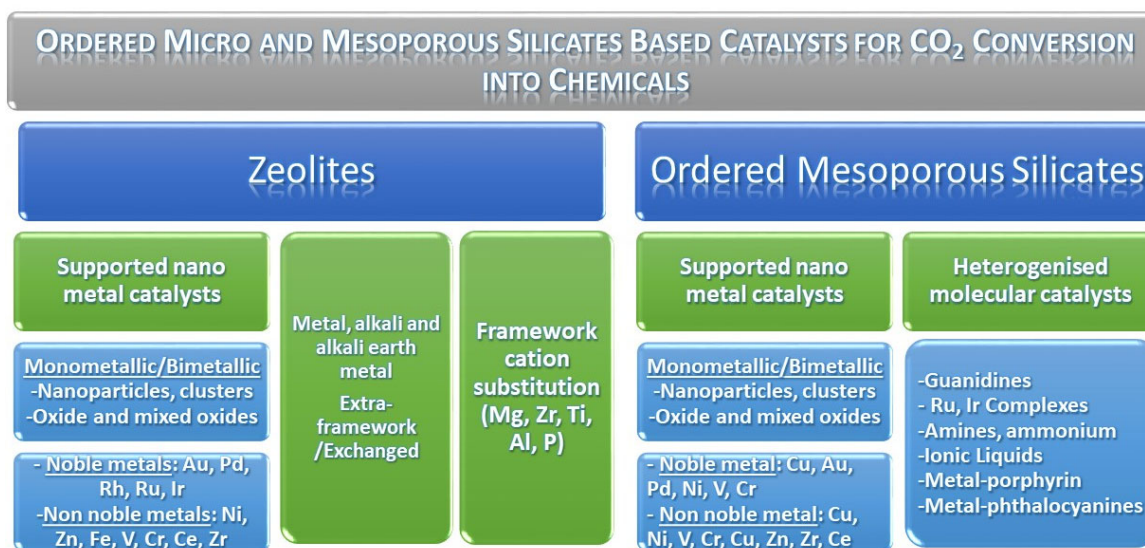 ORDERED MICRO AND MESOPOROUS SILICATES BASED CATALYSTS FOR CO₂ CONVERSION
INTO CHEMICALS
Zeolites
Supported nano
metal catalysts
Monometallic/Bimetallic
-Nanoparticles, clusters
-Oxide and mixed oxides
- Noble metals: Au, Pd,
Rh, Ru, Ir
-Non noble metals: Ni,
Zn, Fe, V, Cr, Ce, Zr
Metal, alkali and
alkali earth
metal
Extra-
framework
/Exchanged
Framework
cation
substitution
(Mg, Zr, Ti,
Al, P)
Ordered Mesoporous Silicates
Supported nano
metal catalysts
Monometallic/Bimetallic
-Nanoparticles, clusters
-Oxide and mixed oxides
- Noble metal: Cu, Au,
Pd, Ni, V, Cr
- Non noble metal: Cu,
Ni, V, Cr, Cu, Zn, Zr, Ce
Heterogenised
molecular catalysts
-Guanidines
- Ru, Ir Complexes
-Amines, ammonium
-Ionic Liquids
-Metal-porphyrin
-Metal-phthalocyanines